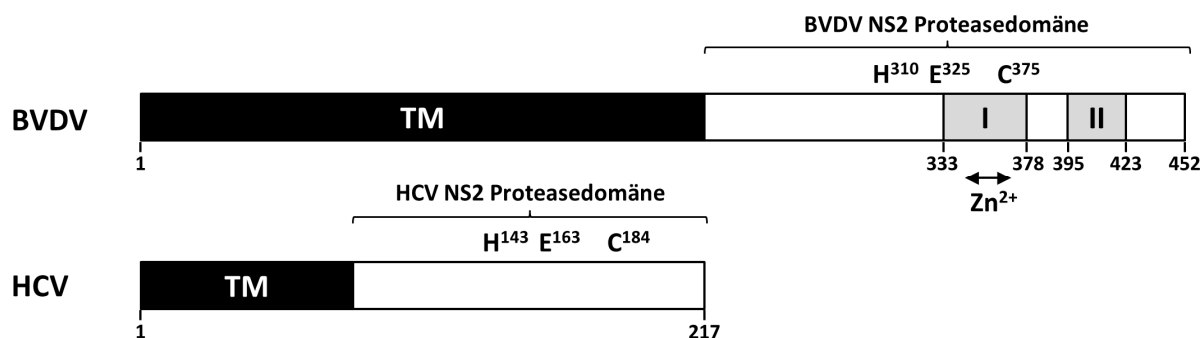 BVDV NS2 Proteasedomäne
H³¹⁰ E³²⁵ C³⁷⁵
BVDV TM I II
1 333 378 395 423 452
Zn²⁺
HCV NS2 Proteasedomäne
H¹⁴³ E¹⁶³ C¹⁸⁴
HCV TM
1 217